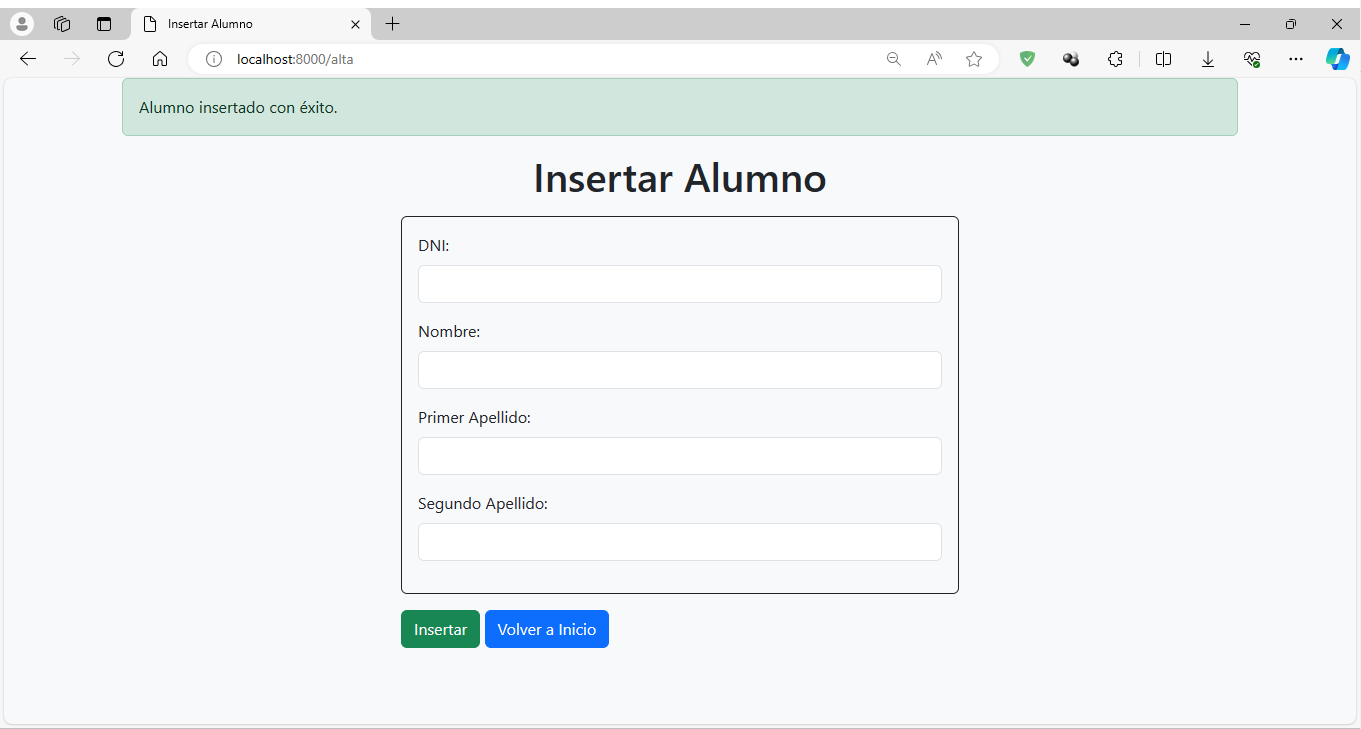 Insertar Alumno
localhost:8000/alta
Alumno insertado con éxito.
Insertar Alumno
DNI:
Nombre:
Primer Apellido:
Segundo Apellido:
Insertar Volver a Inicio